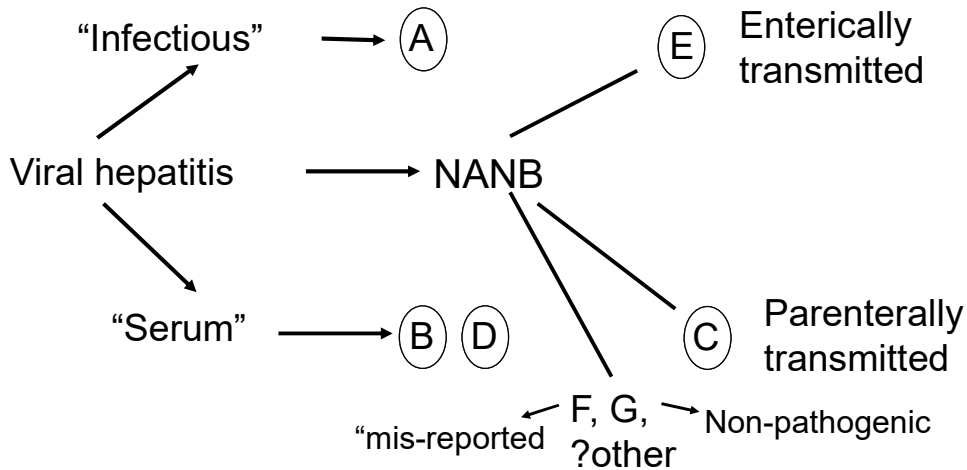 “Infectious”
A
E
Enterically
transmitted
Viral hepatitis
NANB
“Serum”
B
D
C
Parenterally
transmitted
F, G,
?other
“mis-reported
Non-pathogenic